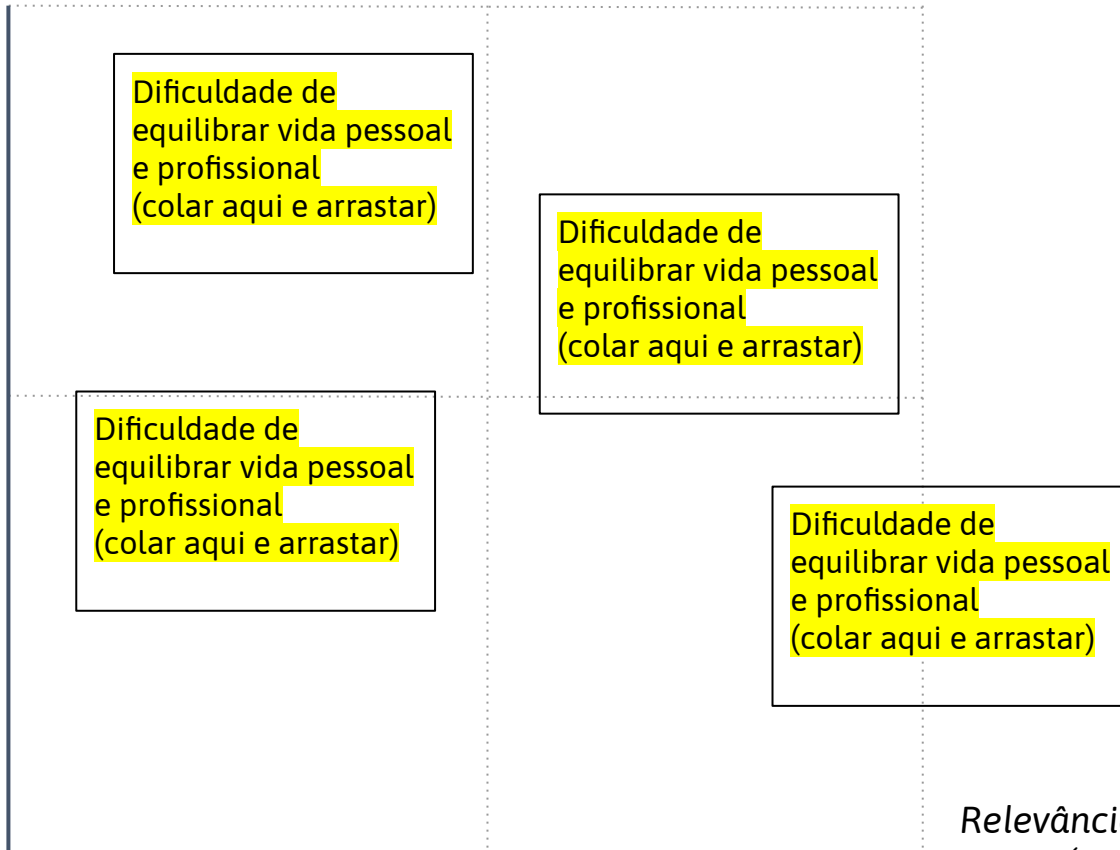 Dificuldade de
equilibrar vida pessoal
e profissional
(colar aqui e arrastar)
Dificuldade de
equilibrar vida pessoal
e profissional
(colar aqui e arrastar)
Dificuldade de
equilibrar vida pessoal
e profissional
(colar aqui e arrastar)
Dificuldade de
equilibrar vida pessoal
e profissional
(colar aqui e arrastar)
Relevânci